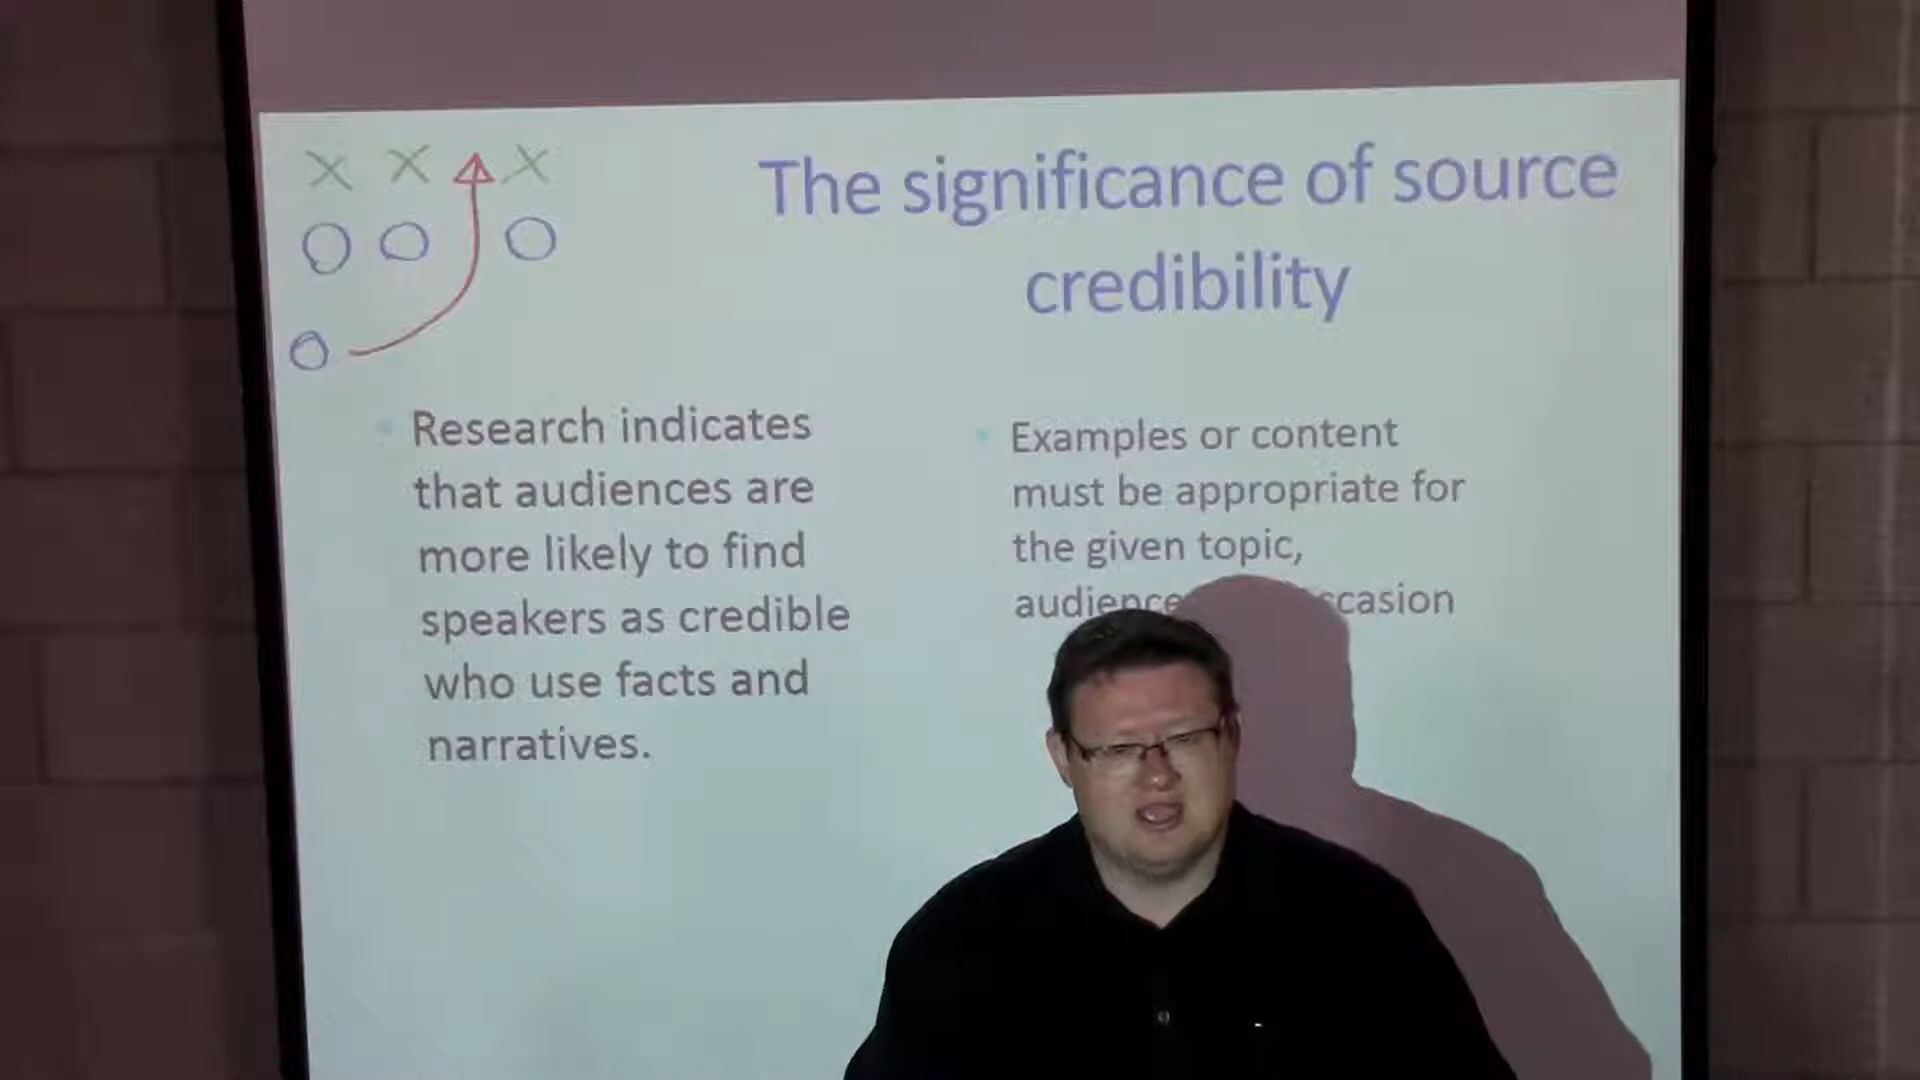 X X X
O O O
O
The significance of source
credibility
Research indicates
that audiences are
more likely to find
speakers as credible
who use facts and
narratives.
Examples or content
must be appropriate for
the given topic,
audience